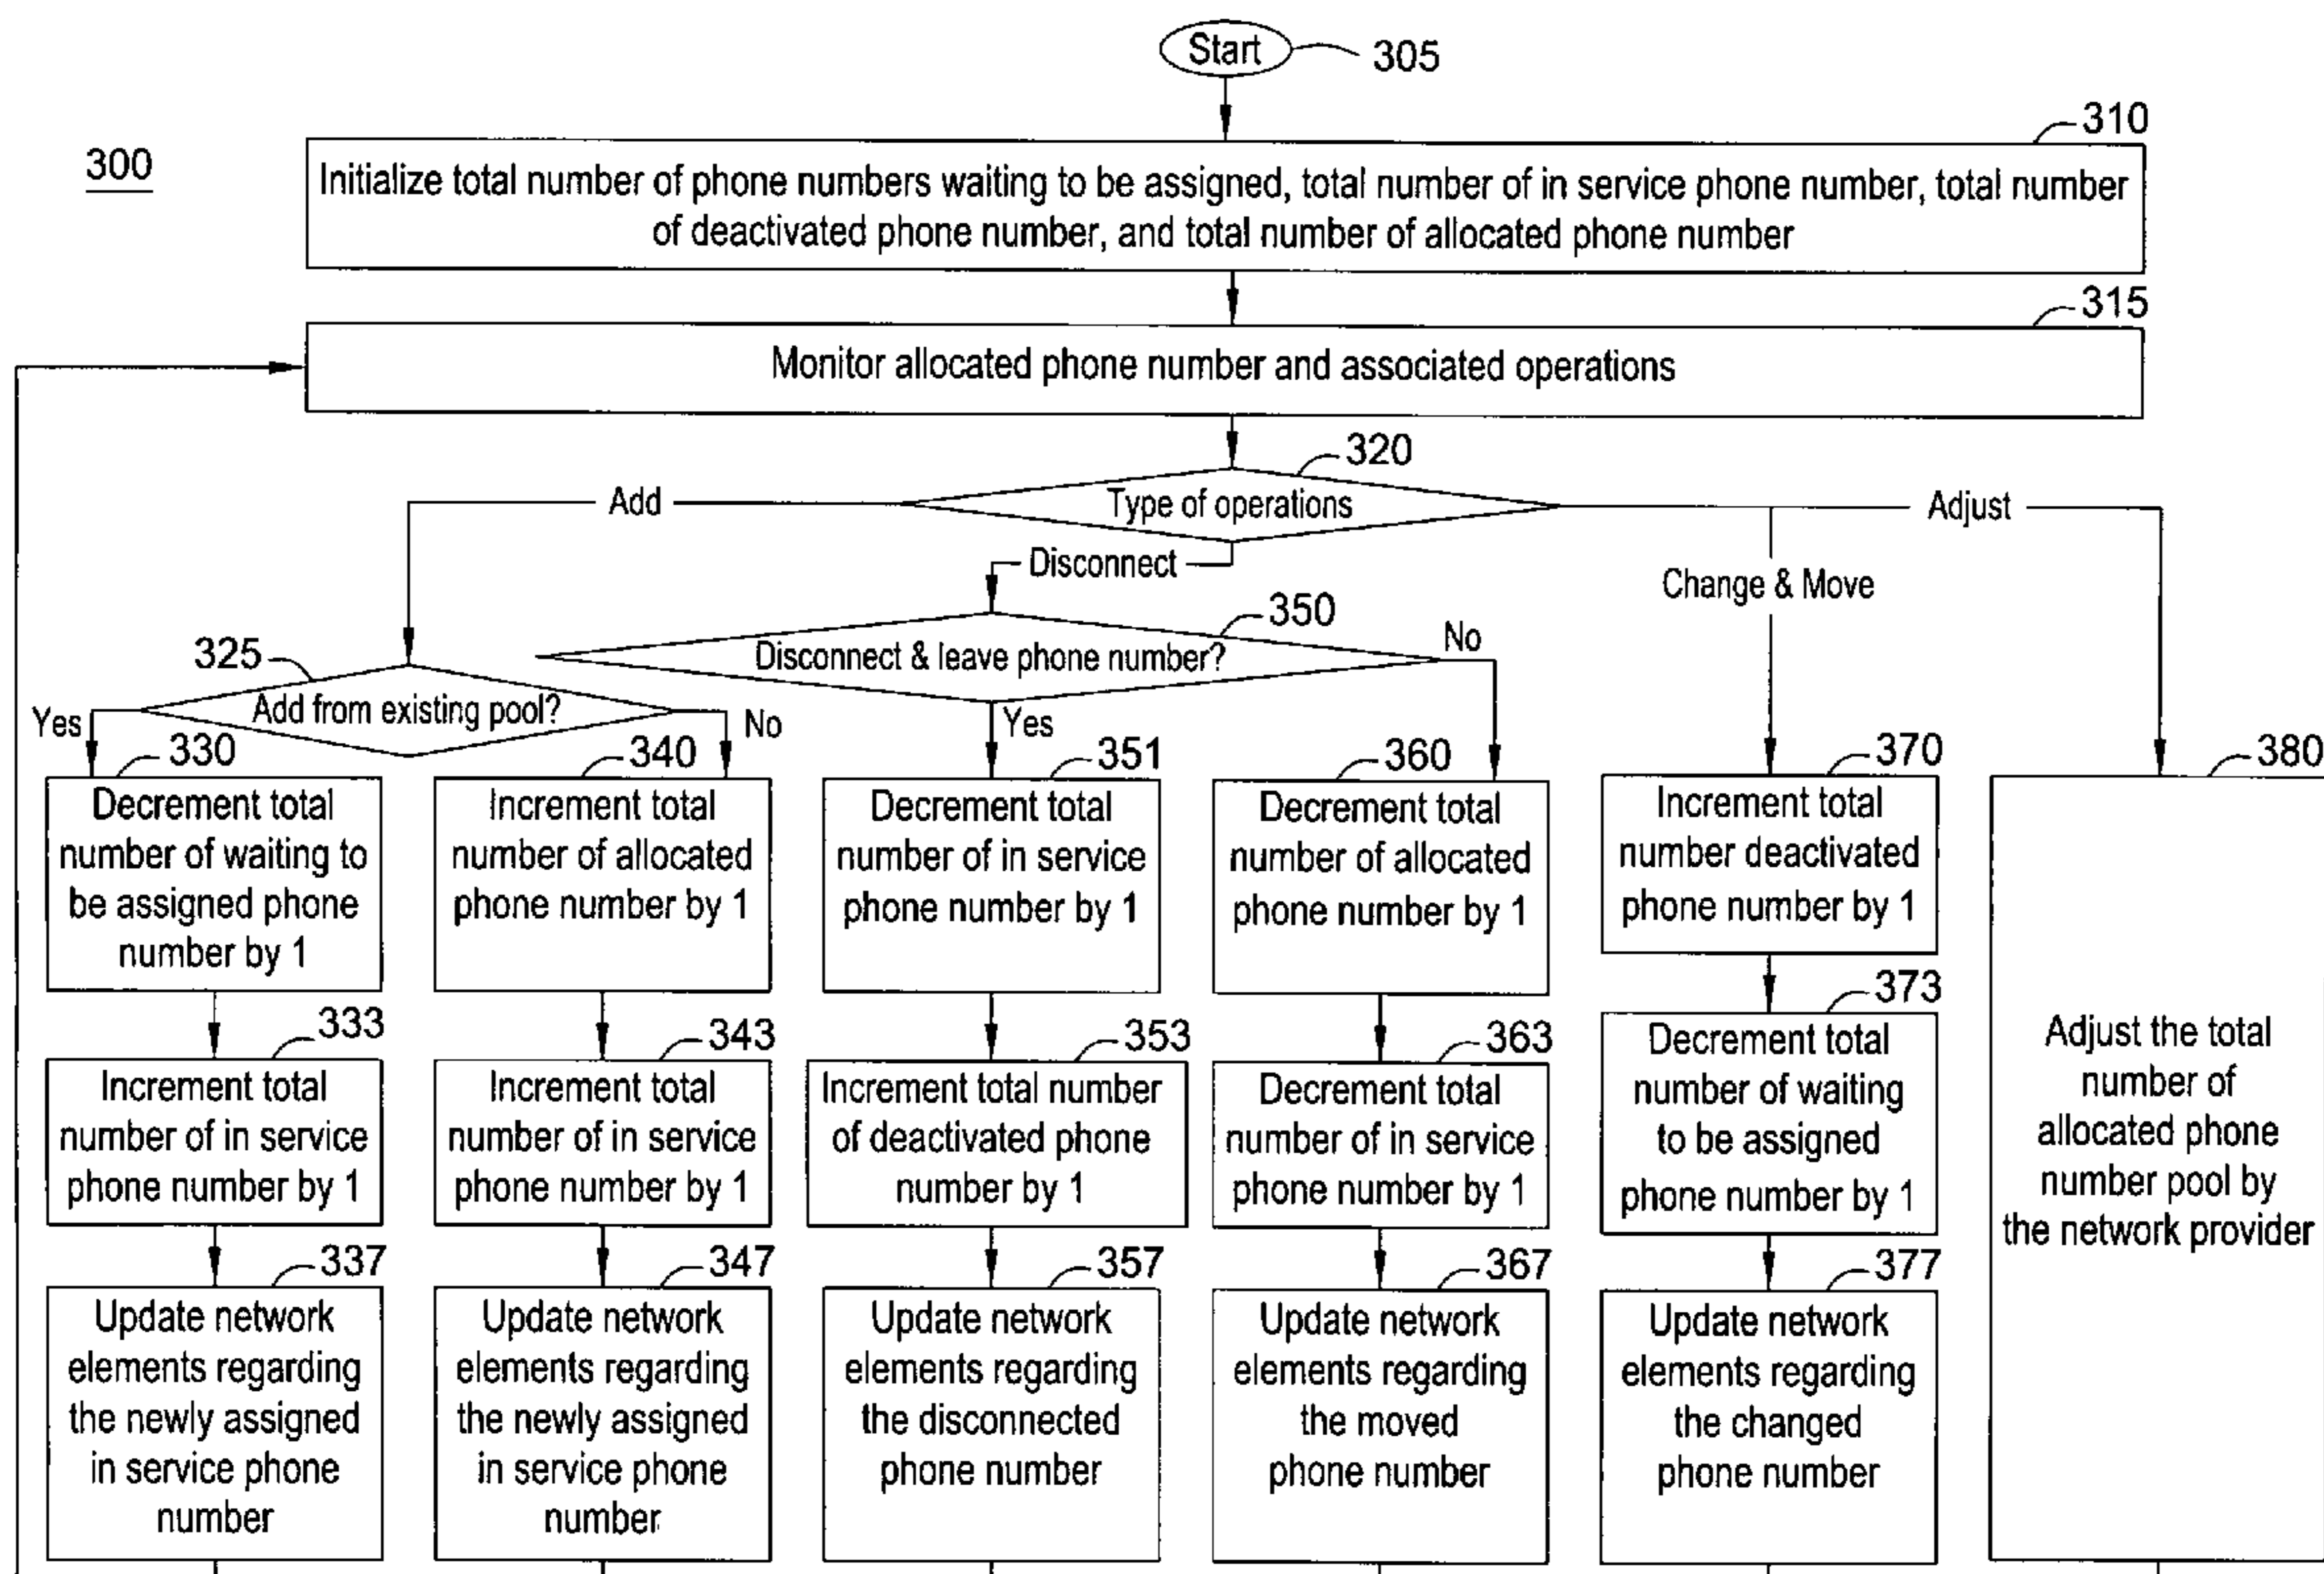 Start
305
300
310
Initialize total number of phone numbers waiting to be assigned, total number of in service phone number, total number
of deactivated phone number, and total number of allocated phone number
315
Monitor allocated phone number and associated operations
320
Type of operations
Add
Disconnect
Change & Move
Adjust
325
Add from existing pool?
Yes
No
350
Disconnect & leave phone number?
Yes
No
330
Decrement total
number of waiting to
be assigned phone
number by 1
333
Increment total
number of in service
phone number by 1
337
Update network
elements regarding
the newly assigned
in service phone
number
340
Increment total
number of allocated
phone number by 1
343
Increment total
number of in service
phone number by 1
347
Update network
elements regarding
the newly assigned
in service phone
number
351
Decrement total
number of in service
phone number by 1
353
Increment total number
of deactivated phone
number by 1
357
Update network
elements regarding
the disconnected
phone number
360
Decrement total
number of allocated
phone number by 1
363
Decrement total
number of in service
phone number by 1
367
Update network
elements regarding
the moved
phone number
370
Increment total
number deactivated
phone number by 1
373
Decrement total
number of waiting
to be assigned
phone number by 1
377
Update network
elements regarding
the changed
phone number
380
Adjust the total
number of
allocated phone
number pool by
the network provider